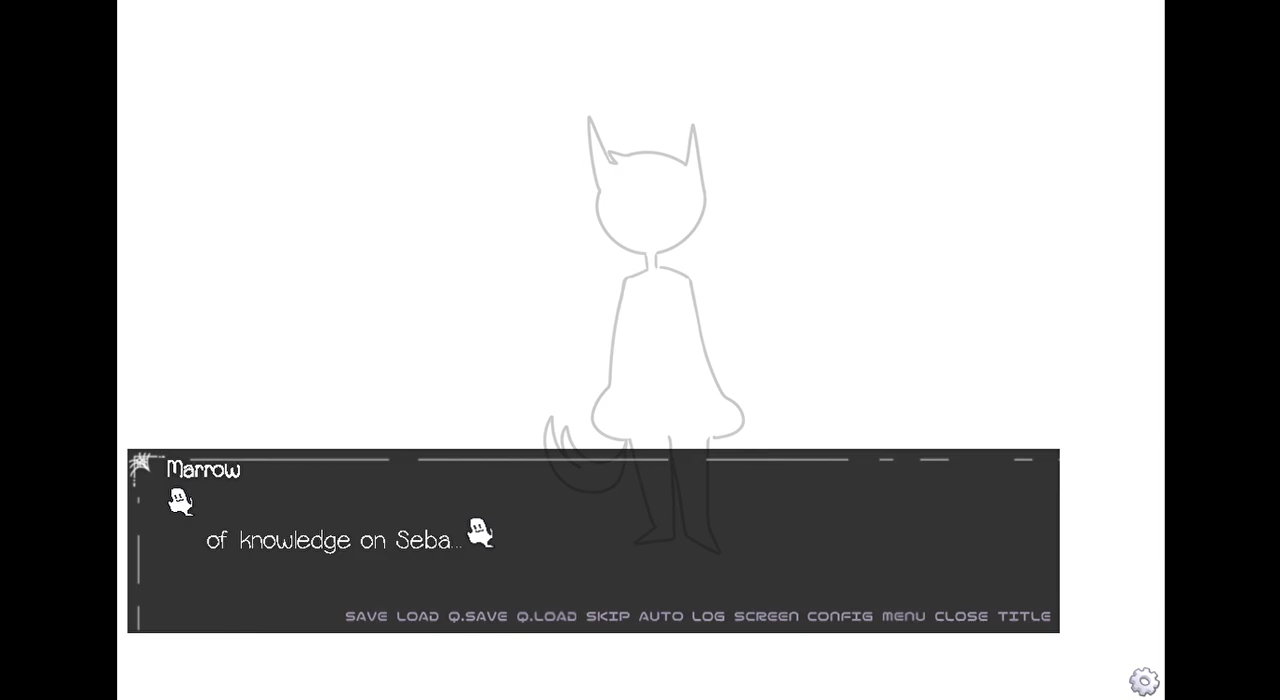 Marrow
of knowledge on Seba...
SAVE LOAD Q.SAVE Q.LOAD SKIP AUTO LOG SCREEN CONFIG MENU CLOSE TITLE